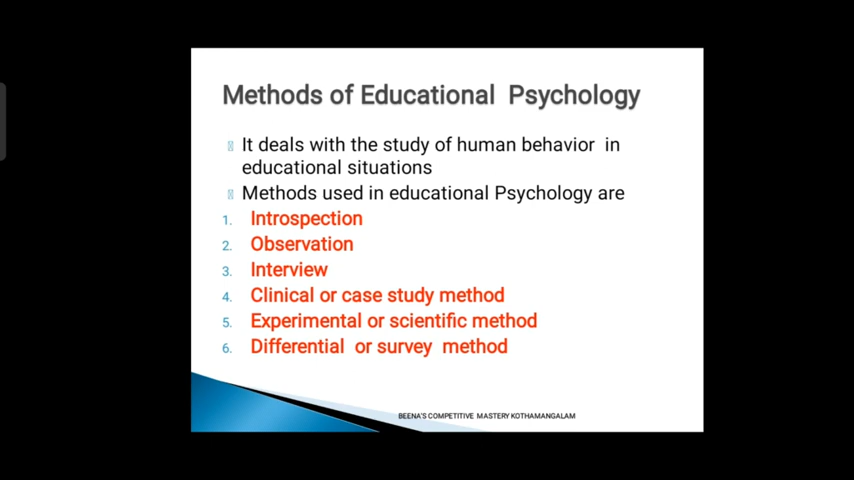 Methods of Educational Psychology
It deals with the study of human behavior in
educational situations
Methods used in educational Psychology are
1. Introspection
2. Observation
3. Interview
4. Clinical or case study method
5. Experimental or scientific method
6. Differential or survey method
BEENA'S COMPETITIVE MASTERY KOTHAMANGALAM